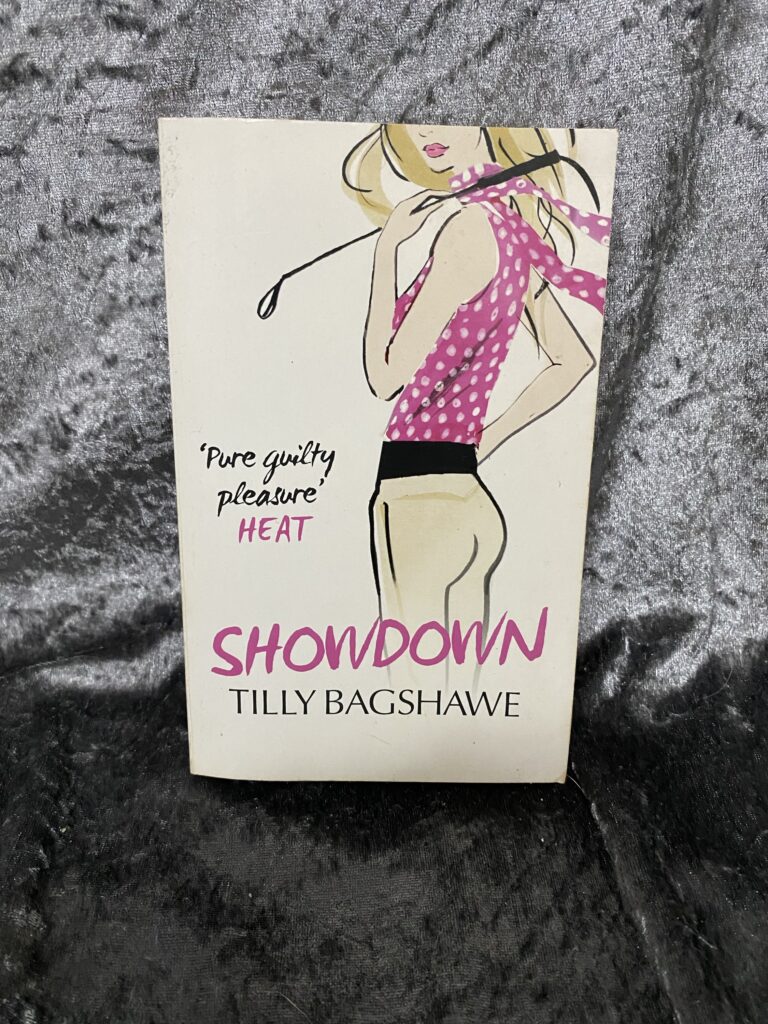 'Pure guilty
pleasure'
HEAT
SHOWDOWN
TILLY BAGSHAWE